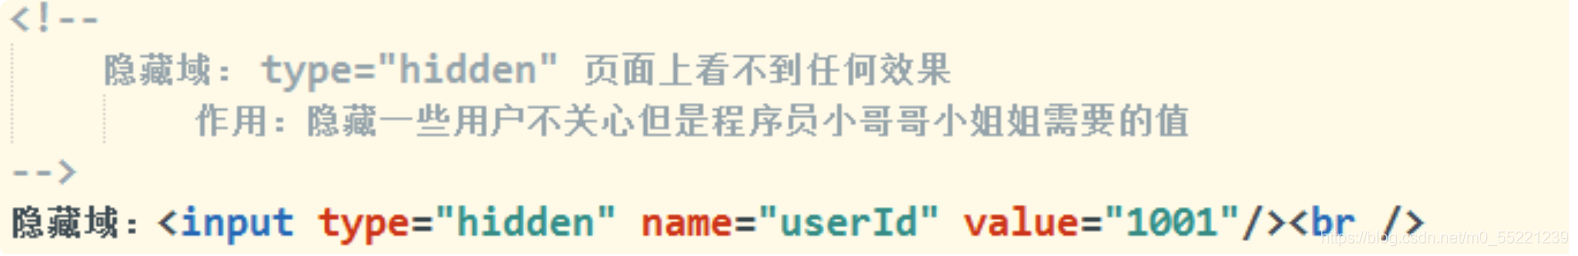 <!--
隐藏域： type="hidden" 页面上看不到任何效果
作用：隐藏一些用户不关心但是程序员小哥哥小姐姐需要的值
-->
隐藏域：<input type="hidden" name="userId" value="1001"/><br />
https://blog.csdn.net/m0_55221239